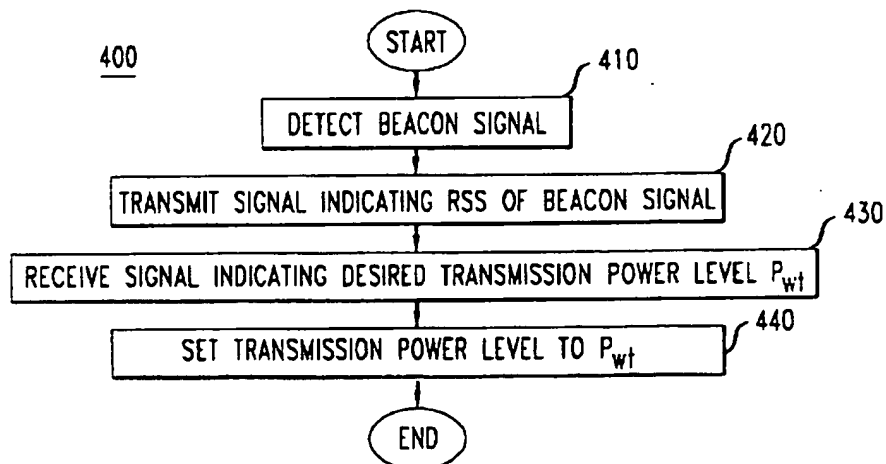 400
START
410
DETECT BEACON SIGNAL
420
TRANSMIT SIGNAL INDICATING RSS OF BEACON SIGNAL
430
RECEIVE SIGNAL INDICATING DESIRED TRANSMISSION POWER LEVEL Pwt
440
SET TRANSMISSION POWER LEVEL TO Pwt
END